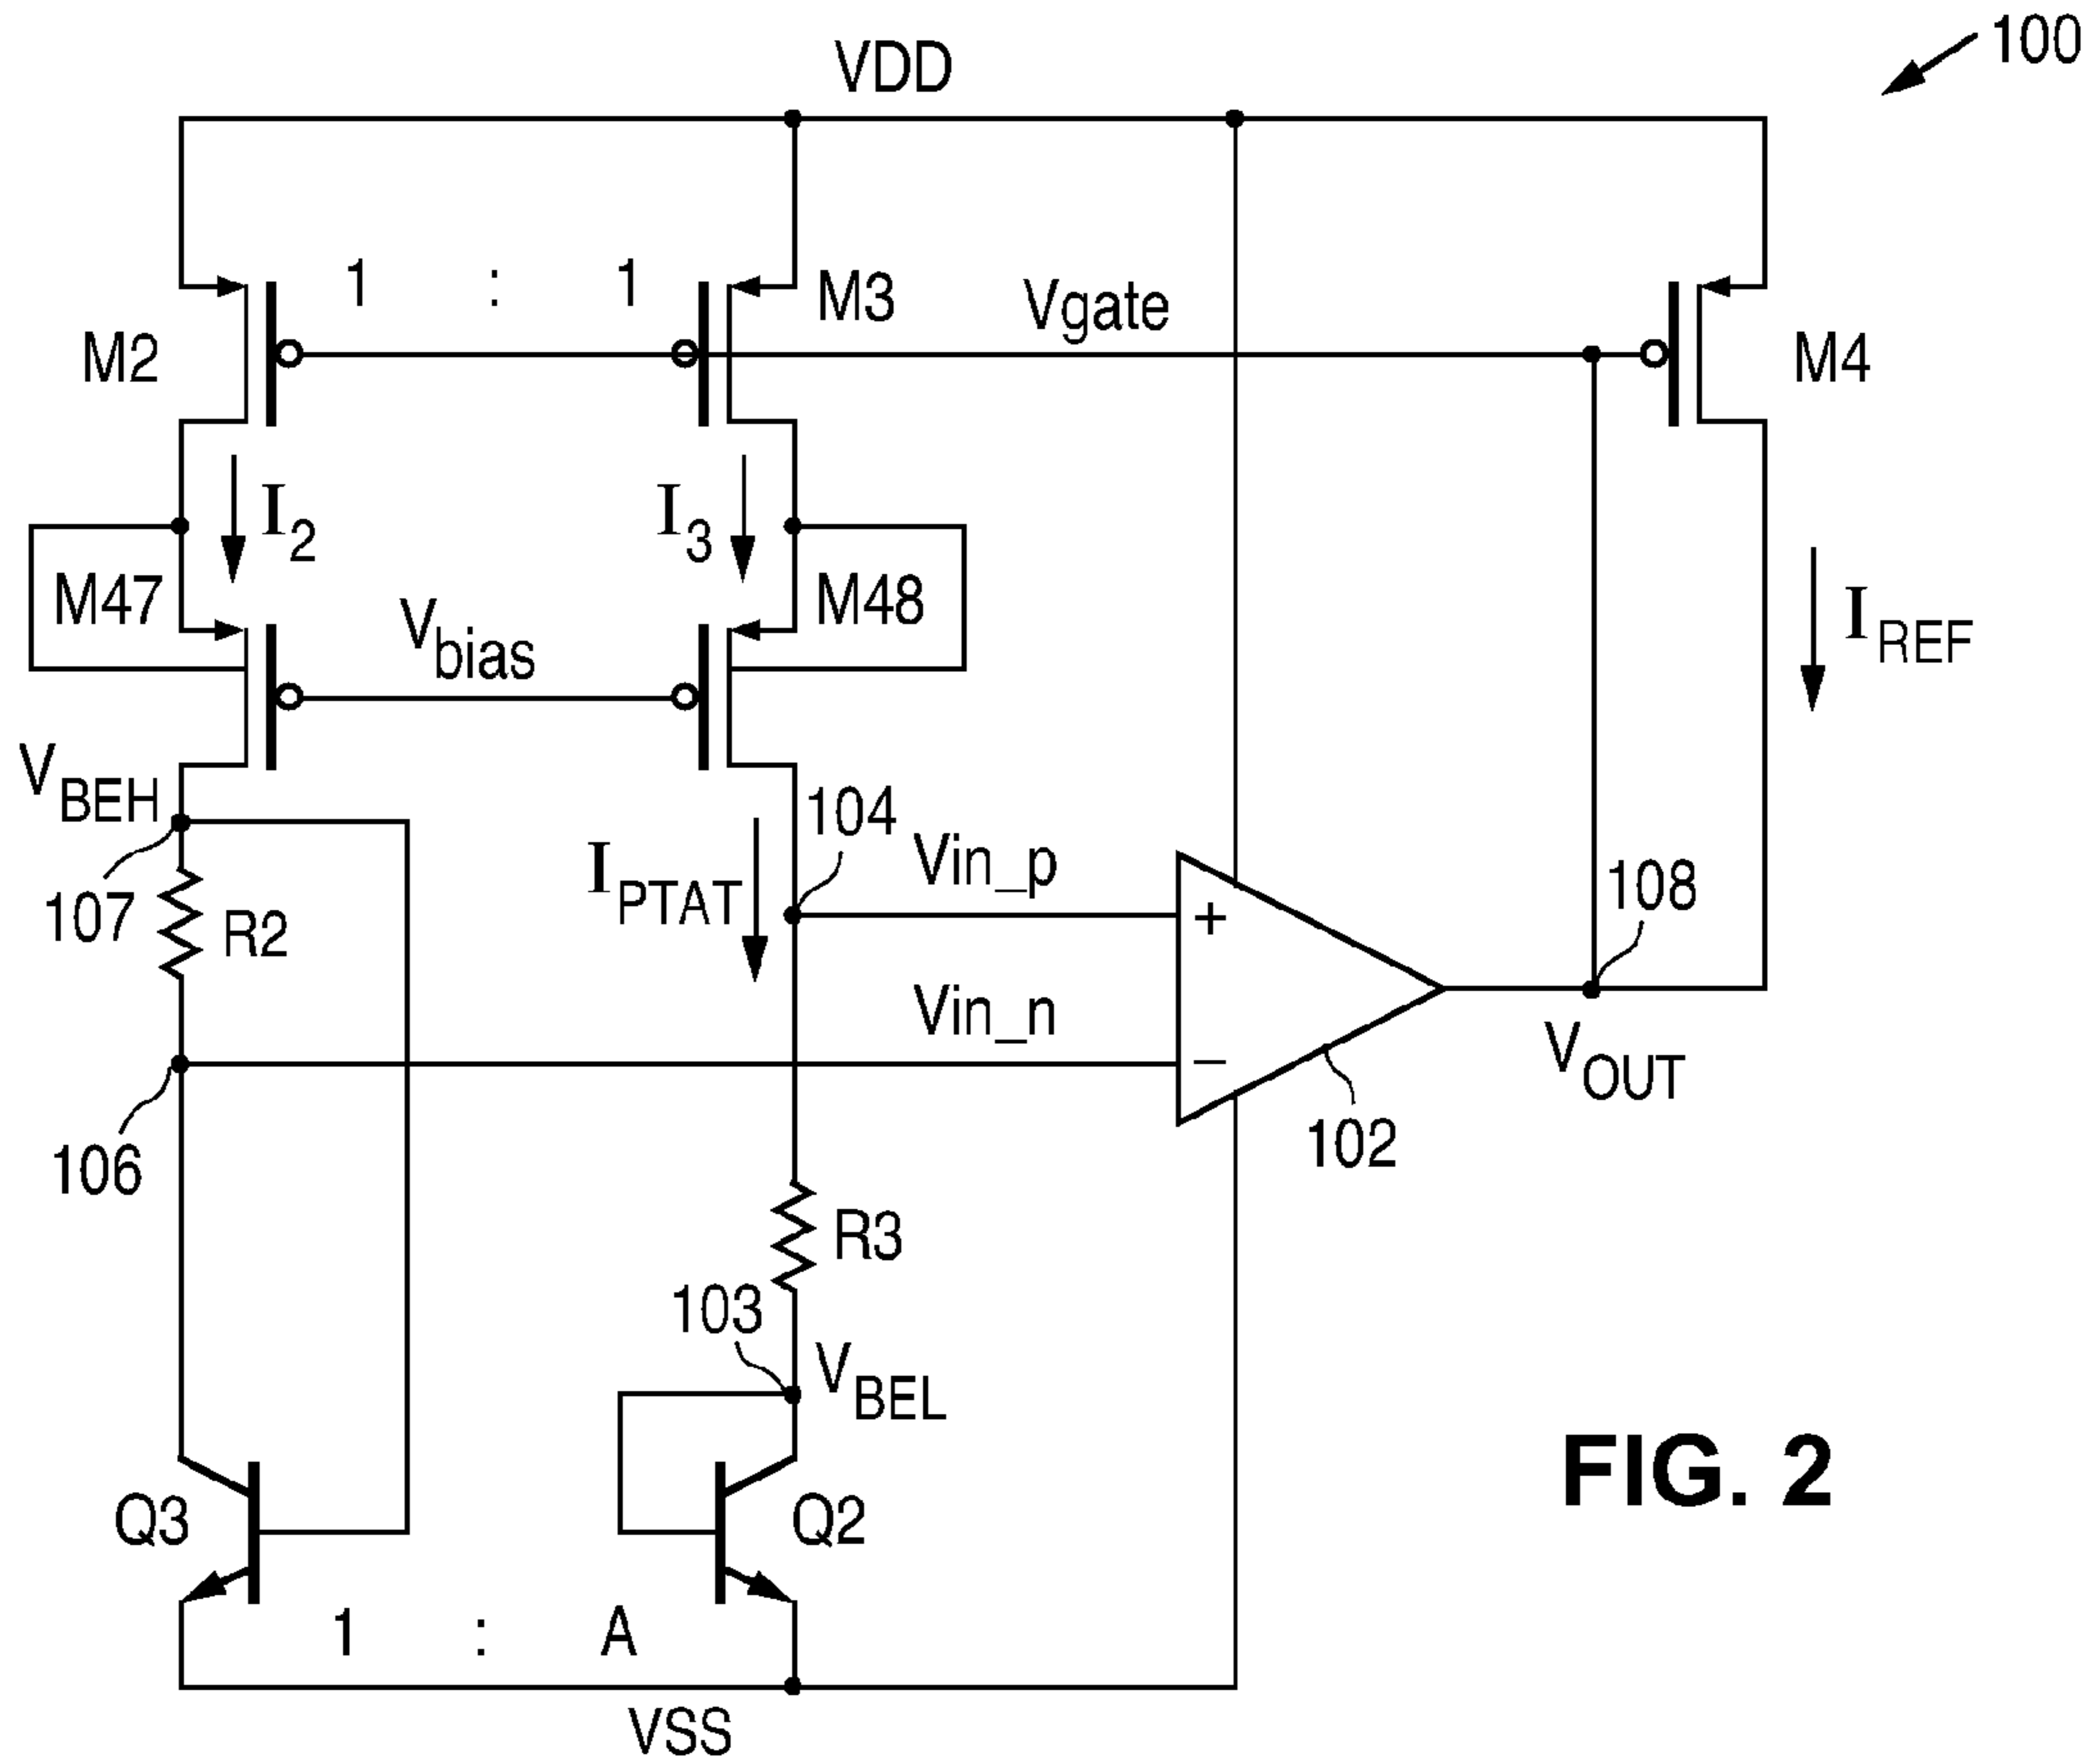 100
VDD
1 : 1
M3
Vgate
M2
M4
I2
I3
M47
M48
Vbias
IREF
VBEH
104
107
R2
IPTAT
Vin_p
+
108
Vin_n
−
VOUT
106
102
R3
103
VBEL
Q3
Q2
FIG. 2
1 : A
VSS